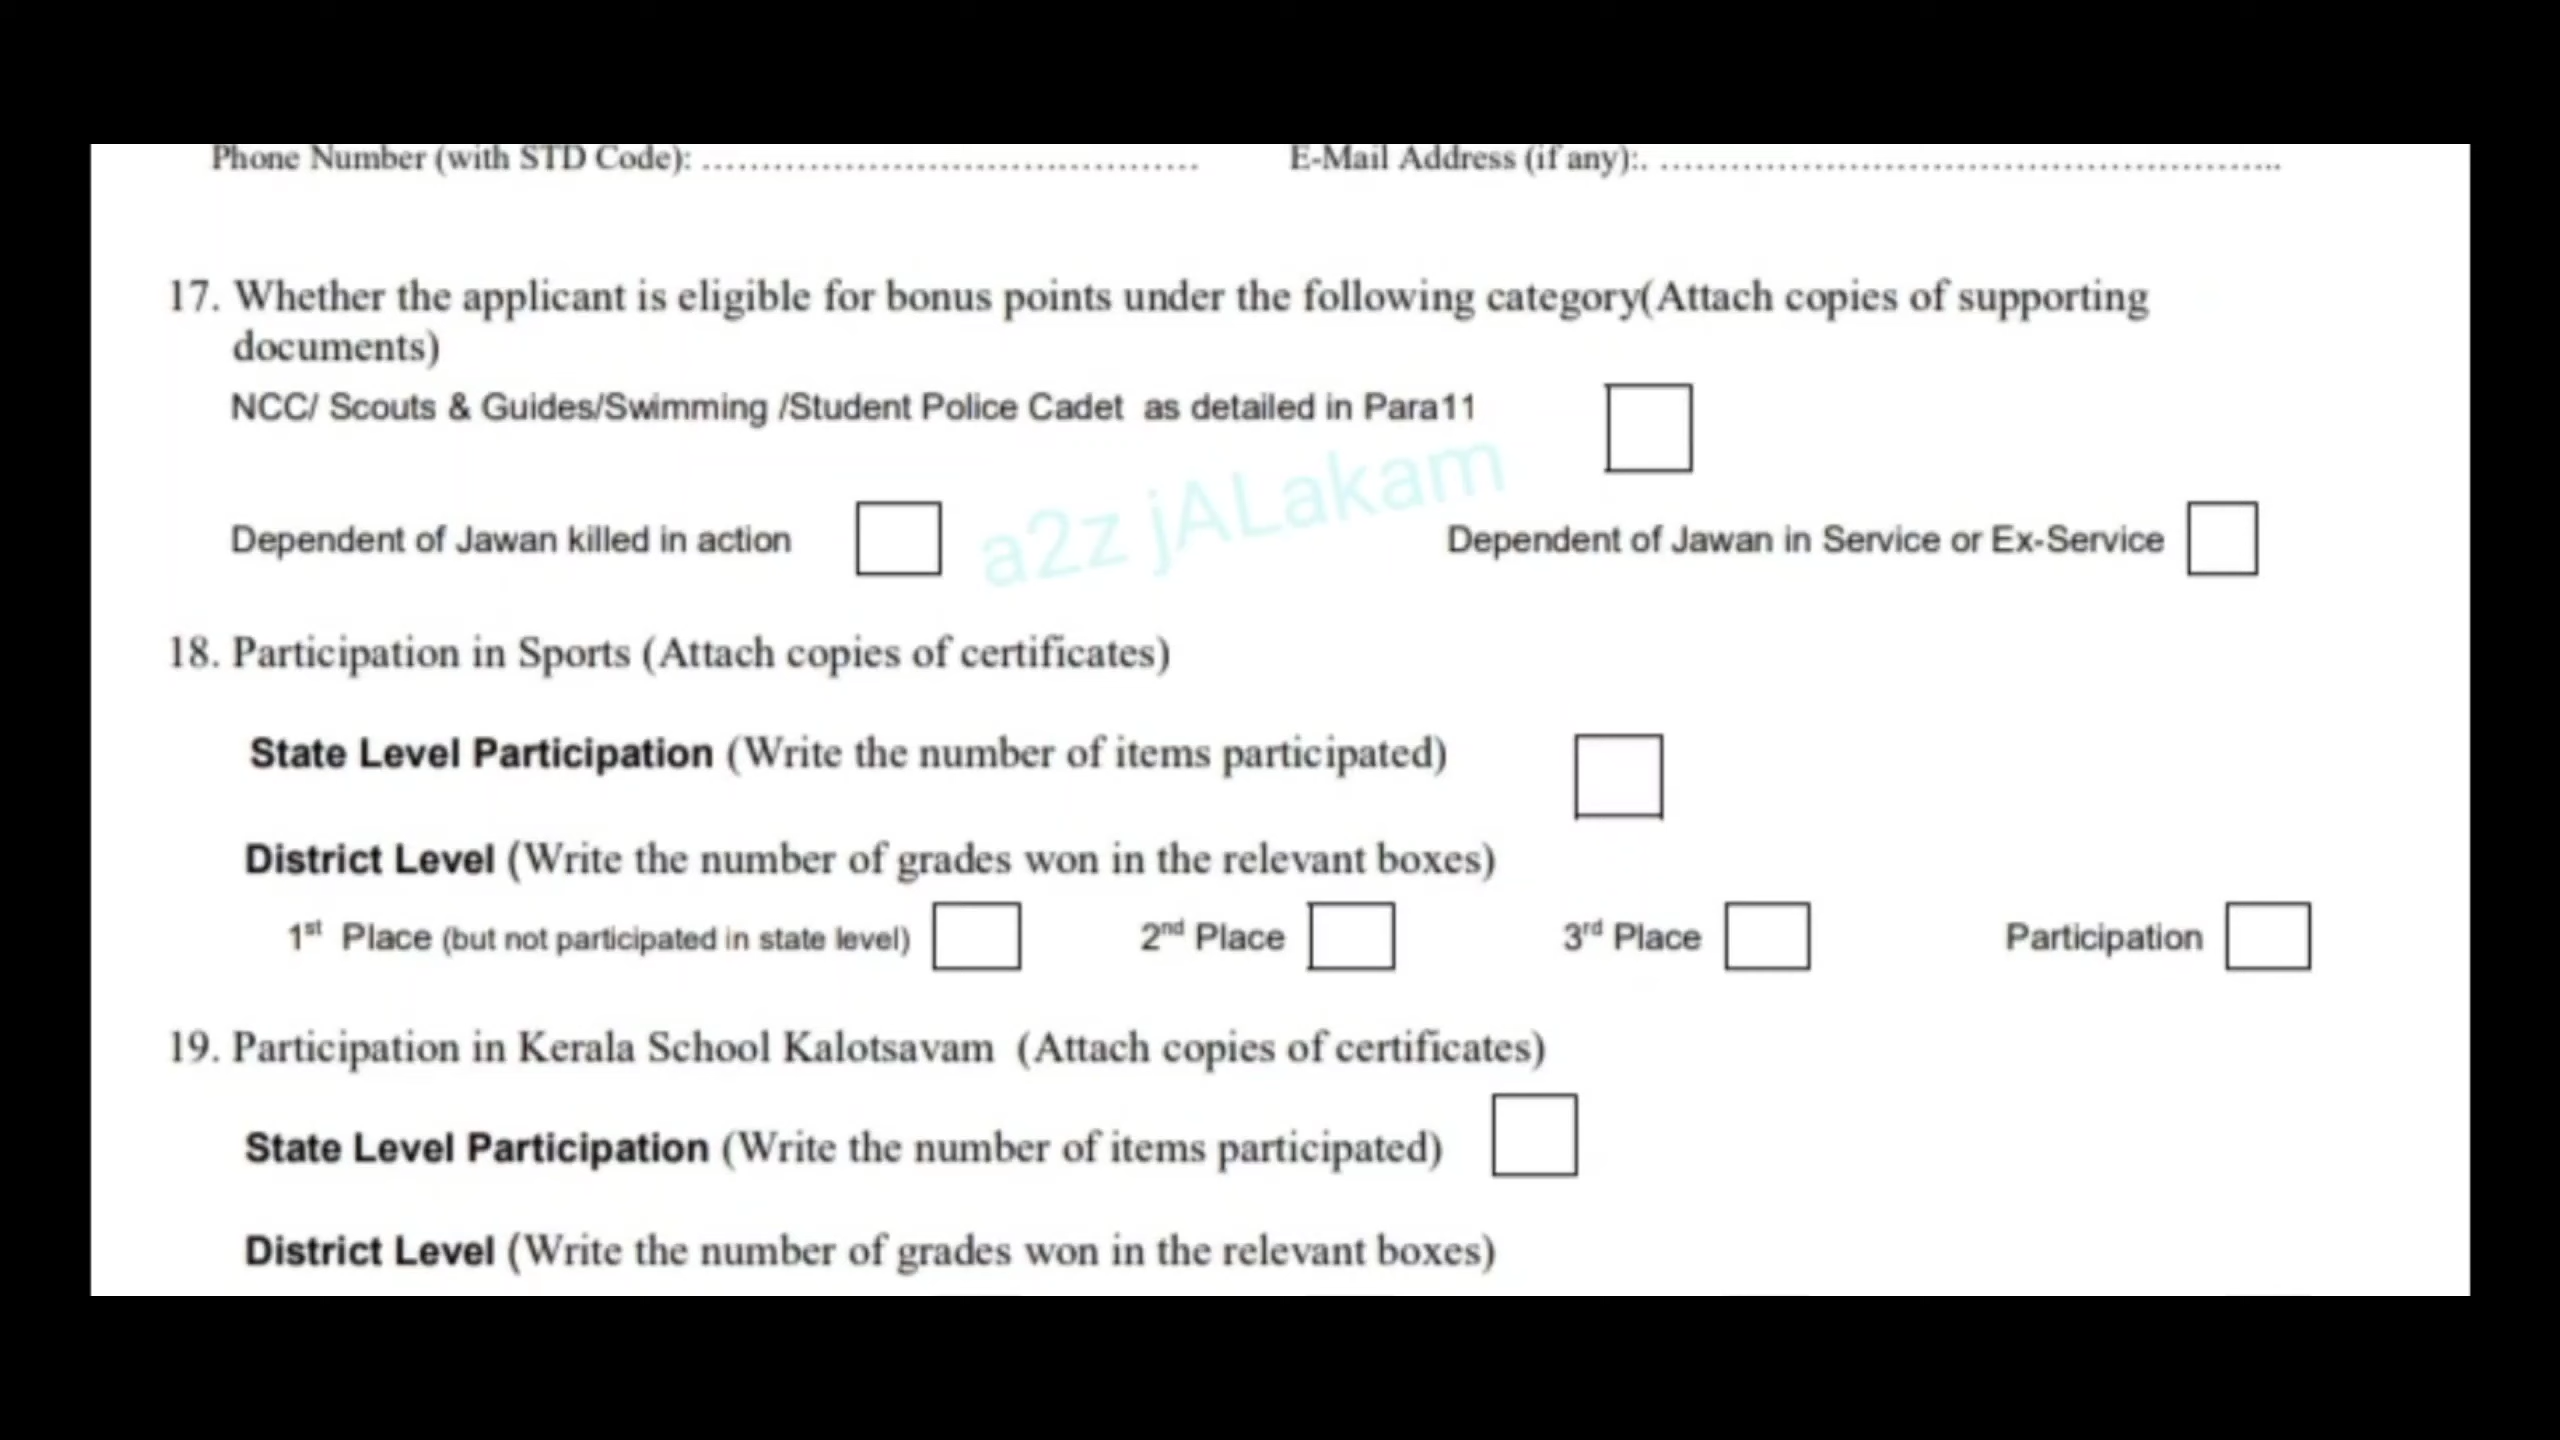 Phone Number (with STD Code): ............................................ E-Mail Address (if any):. ......................................................
17. Whether the applicant is eligible for bonus points under the following category(Attach copies of supporting
documents)
NCC/ Scouts & Guides/Swimming /Student Police Cadet as detailed in Para11
a2z jALakam
Dependent of Jawan killed in action Dependent of Jawan in Service or Ex-Service
18. Participation in Sports (Attach copies of certificates)
State Level Participation (Write the number of items participated)
District Level (Write the number of grades won in the relevant boxes)
1st Place (but not participated in state level) 2nd Place 3rd Place Participation
19. Participation in Kerala School Kalotsavam (Attach copies of certificates)
State Level Participation (Write the number of items participated)
District Level (Write the number of grades won in the relevant boxes)